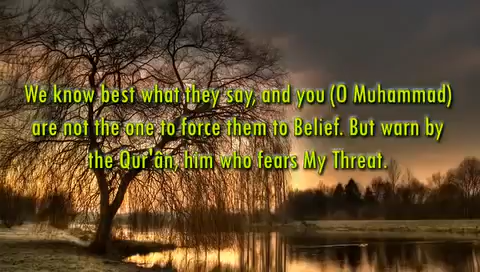 We know best what they say, and you (O Muhammad)
are not the one to force them to Belief. But warn by
the Qur'ân, him who fears My Threat.